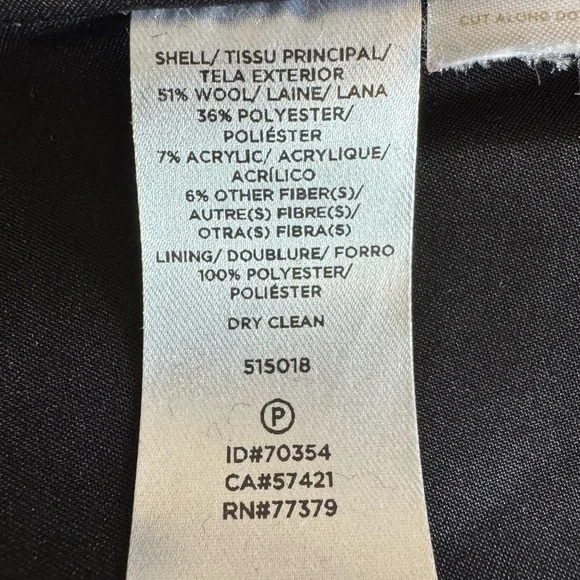 CUT ALONG DO
SHELL/ TISSU PRINCIPAL/
TELA EXTERIOR
51% WOOL/ LAINE/ LANA
36% POLYESTER/
POLIÉSTER
7% ACRYLIC/ ACRYLIQUE/
ACRÍLICO
6% OTHER FIBER(S)/
AUTRE(S) FIBRE(S)/
OTRA(S) FIBRA(S)
LINING/ DOUBLURE/ FORRO
100% POLYESTER/
POLIÉSTER
DRY CLEAN
515018
P
ID#70354
CA#57421
RN#77379